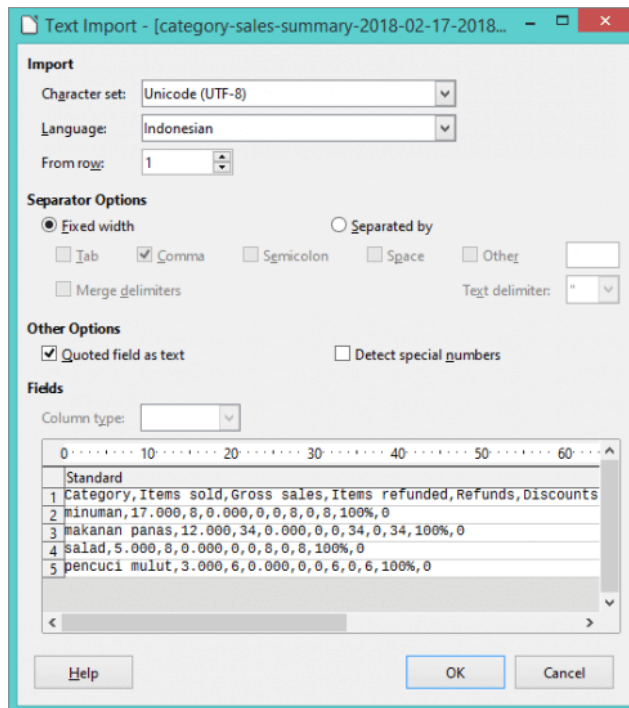 Text Import - [category-sales-summary-2018-02-17-2018...
Import
Character set: Unicode (UTF-8)
Language: Indonesian
From row: 1
Separator Options
Fixed width Separated by
Tab Comma Semicolon Space Other
Merge delimiters Text delimiter: "
Other Options
Quoted field as text Detect special numbers
Fields
Column type:
0 10 20 30 40 50 60
Standard
1 Category,Items sold,Gross sales,Items refunded,Refunds,Discounts
2 minuman,17.000,8,0.000,0,0,8,0,8,100%,0
3 makanan panas,12.000,34,0.000,0,0,34,0,34,100%,0
4 salad,5.000,8,0.000,0,0,8,0,8,100%,0
5 pencuci mulut,3.000,6,0.000,0,0,6,0,6,100%,0
Help OK Cancel